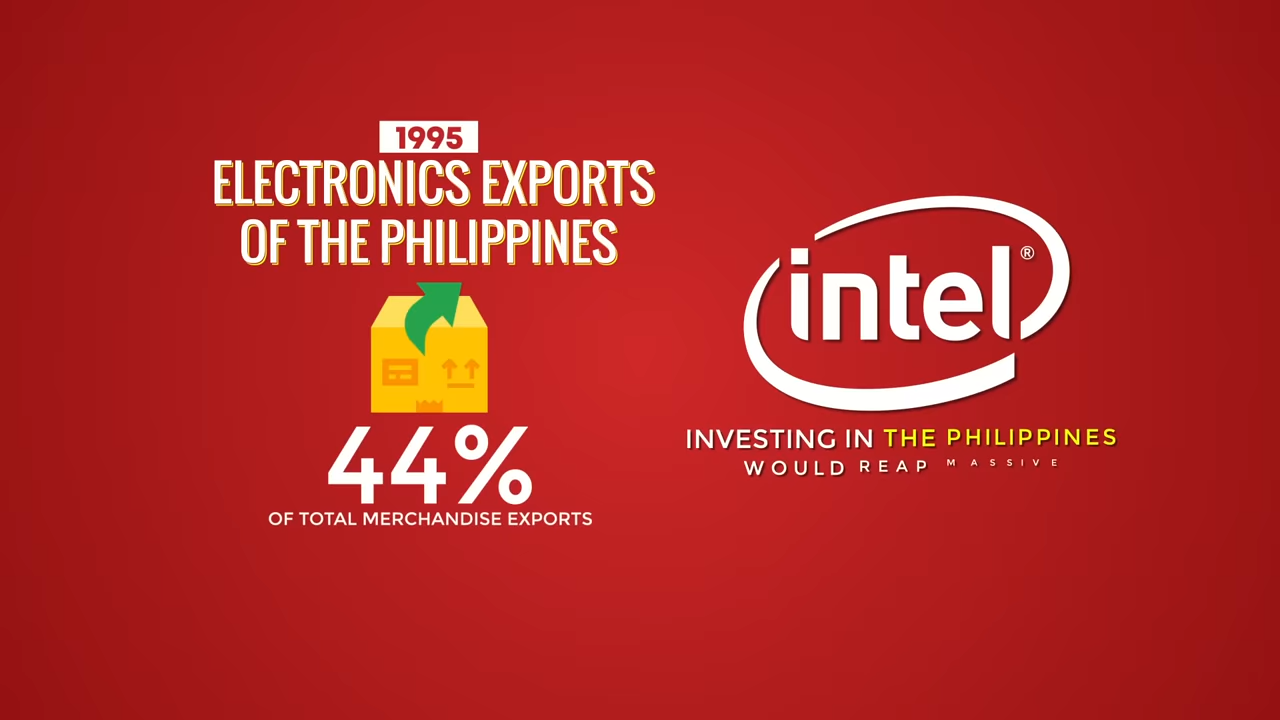 1995
ELECTRONICS EXPORTS
OF THE PHILIPPINES
44%
OF TOTAL MERCHANDISE EXPORTS
intel®
INVESTING IN THE PHILIPPINES
WOULD REAP MASSIVE